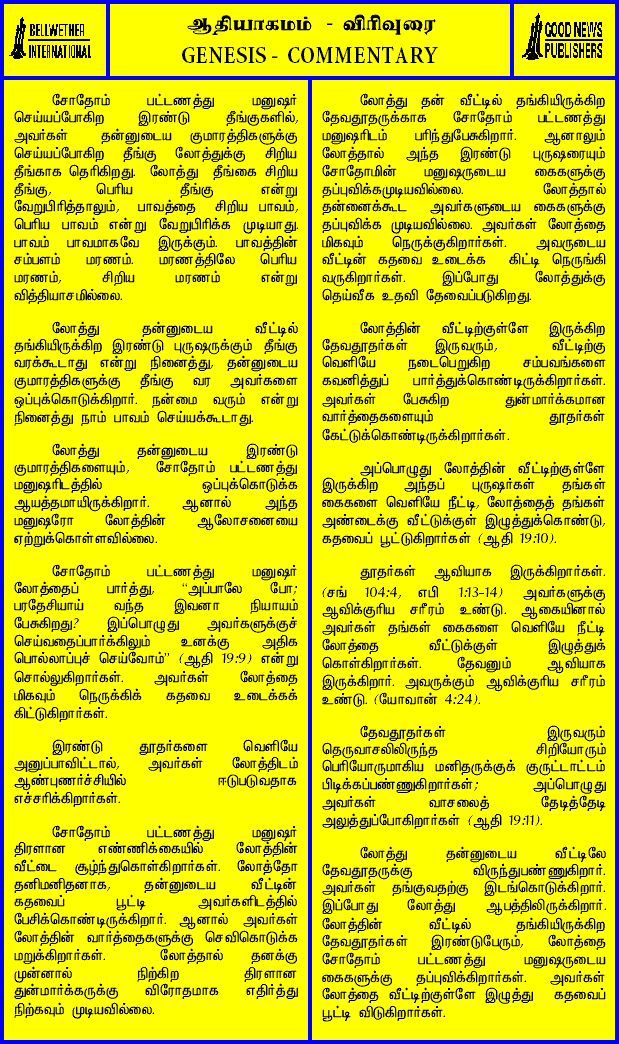 BELLWETHER
INTERNATIONAL
ஆதியாகமம் - விரிவுரை
GENESIS - COMMENTARY
GOOD NEWS
PUBLISHERS
சோதோம் பட்டணத்து மனுஷர்
செய்யப்போகிற இரண்டு தீங்குகளில்,
அவர்கள் தன்னுடைய குமாரத்திகளுக்கு
செய்யப்போகிற தீங்கு லோத்துக்கு சிறிய
தீங்காக தெரிகிறது. லோத்து தீங்கை சிறிய
தீங்கு, பெரிய தீங்கு என்று
வேறுபிரித்தாலும், பாவத்தை சிறிய பாவம்,
பெரிய பாவம் என்று வேறுபிரிக்க முடியாது.
பாவம் பாவமாகவே இருக்கும். பாவத்தின்
சம்பளம் மரணம். மரணத்திலே பெரிய
மரணம், சிறிய மரணம் என்று
வித்தியாசமில்லை.
லோத்து தன்னுடைய வீட்டில்
தங்கியிருக்கிற இரண்டு புருஷருக்கும் தீங்கு
வரக்கூடாது என்று நினைத்து, தன்னுடைய
குமாரத்திகளுக்கு தீங்கு வர அவர்களை
ஒப்புக்கொடுக்கிறார். நன்மை வரும் என்று
நினைத்து நாம் பாவம் செய்யக்கூடாது.
லோத்து தன்னுடைய இரண்டு
குமாரத்திகளையும், சோதோம் பட்டணத்து
மனுஷரிடத்தில் ஒப்புக்கொடுக்க
ஆயத்தமாயிருக்கிறார். ஆனால் அந்த
மனுஷரோ லோத்தின் ஆலோசனையை
ஏற்றுக்கொள்ளவில்லை.
சோதோம் பட்டணத்து மனுஷர்
லோத்தைப் பார்த்து, “அப்பாலே போ;
பரதேசியாய் வந்த இவனா நியாயம்
பேசுகிறது? இப்பொழுது அவர்களுக்குச்
செய்வதைப்பார்க்கிலும் உனக்கு அதிக
பொல்லாப்புச் செய்வோம்” (ஆதி 19:9) என்று
சொல்லுகிறார்கள். அவர்கள் லோத்தை
மிகவும் நெருக்கிக் கதவை உடைக்கக்
கிட்டுகிறார்கள்.
இரண்டு தூதர்களை வெளியே
அனுப்பாவிட்டால், அவர்கள் லோத்திடம்
ஆண்புணர்ச்சியில் ஈடுபடுவதாக
எச்சரிக்கிறார்கள்.
சோதோம் பட்டணத்து மனுஷர்
திரளான எண்ணிக்கையில் லோத்தின்
வீட்டை சூழ்ந்துகொள்கிறார்கள். லோத்தோ
தனிமனிதனாக, தன்னுடைய வீட்டின்
கதவைப் பூட்டி அவர்களிடத்தில்
பேசிக்கொண்டிருக்கிறார். ஆனால் அவர்கள்
லோத்தின் வார்த்தைகளுக்கு செவிகொடுக்க
மறுக்கிறார்கள். லோத்தால் தனக்கு
முன்னால் நிற்கிற திரளான
துன்மார்க்கருக்கு விரோதமாக எதிர்த்து
நிற்கவும் முடியவில்லை.
லோத்து தன் வீட்டில் தங்கியிருக்கிற
தேவதூதருக்காக சோதோம் பட்டணத்து
மனுஷரிடம் பரிந்துபேசுகிறார். ஆனாலும்
லோத்தால் அந்த இரண்டு புருஷரையும்
சோதோமின் மனுஷருடைய கைகளுக்கு
தப்புவிக்கமுடியவில்லை. லோத்தால்
தன்னைக்கூட அவர்களுடைய கைகளுக்கு
தப்புவிக்க முடியவில்லை. அவர்கள் லோத்தை
மிகவும் நெருக்குகிறார்கள். அவருடைய
வீட்டின் கதவை உடைக்க கிட்டி நெருங்கி
வருகிறார்கள். இப்போது லோத்துக்கு
தெய்வீக உதவி தேவைப்படுகிறது.
லோத்தின் வீட்டிற்குள்ளே இருக்கிற
தேவதூதர்கள் இருவரும், வீட்டிற்கு
வெளியே நடைபெறுகிற சம்பவங்களை
கவனித்துப் பார்த்துக்கொண்டிருக்கிறார்கள்.
அவர்கள் பேசுகிற துன்மார்க்கமான
வார்த்தைகளையும் தூதர்கள்
கேட்டுக்கொண்டிருக்கிறார்கள்.
அப்பொழுது லோத்தின் வீட்டிற்குள்ளே
இருக்கிற அந்தப் புருஷர்கள் தங்கள்
கைகளை வெளியே நீட்டி, லோத்தைத் தங்கள்
அண்டைக்கு வீட்டுக்குள் இழுத்துக்கொண்டு,
கதவைப் பூட்டுகிறார்கள் (ஆதி 19:10).
தூதர்கள் ஆவியாக இருக்கிறார்கள்.
(சங் 104:4, எபி 1:13-14) அவர்களுக்கு
ஆவிக்குரிய சரீரம் உண்டு. ஆகையினால்
அவர்கள் தங்கள் கைகளை வெளியே நீட்டி
லோத்தை வீட்டுக்குள் இழுத்துக்
கொள்கிறார்கள். தேவனும் ஆவியாக
இருக்கிறார். அவருக்கும் ஆவிக்குரிய சரீரம்
உண்டு. (யோவான் 4:24).
தேவதூதர்கள் இருவரும்
தெருவாசலிலிருந்த சிறியோரும்
பெரியோருமாகிய மனிதருக்குக் குருட்டாட்டம்
பிடிக்கப்பண்ணுகிறார்கள்; அப்பொழுது
அவர்கள் வாசலைத் தேடித்தேடி
அலுத்துப்போகிறார்கள் (ஆதி 19:11).
லோத்து தன்னுடைய வீட்டிலே
தேவதூதருக்கு விருந்துபண்ணுகிறார்.
அவர்கள் தங்குவதற்கு இடங்கொடுக்கிறார்.
இப்போது லோத்து ஆபத்திலிருக்கிறார்.
லோத்தின் வீட்டில் தங்கியிருக்கிற
தேவதூதர்கள் இரண்டுபேரும், லோத்தை
சோதோம் பட்டணத்து மனுஷருடைய
கைகளுக்கு தப்புவிக்கிறார்கள். அவர்கள்
லோத்தை வீட்டிற்குள்ளே இழுத்து கதவைப்
பூட்டி விடுகிறார்கள்.